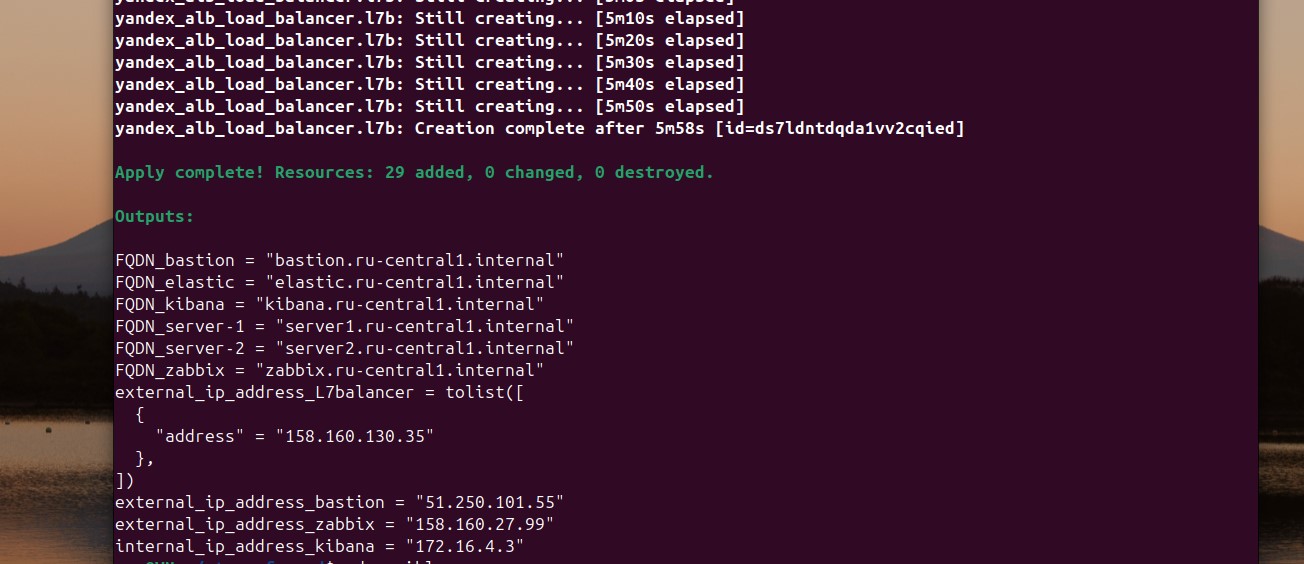 yandex_alb_load_balancer.l7b: Still creating... [5m10s elapsed]
yandex_alb_load_balancer.l7b: Still creating... [5m20s elapsed]
yandex_alb_load_balancer.l7b: Still creating... [5m30s elapsed]
yandex_alb_load_balancer.l7b: Still creating... [5m40s elapsed]
yandex_alb_load_balancer.l7b: Still creating... [5m50s elapsed]
yandex_alb_load_balancer.l7b: Creation complete after 5m58s [id=ds7ldntdqda1vv2cqied]
Apply complete! Resources: 29 added, 0 changed, 0 destroyed.
Outputs:
FQDN_bastion = "bastion.ru-central1.internal"
FQDN_elastic = "elastic.ru-central1.internal"
FQDN_kibana = "kibana.ru-central1.internal"
FQDN_server-1 = "server1.ru-central1.internal"
FQDN_server-2 = "server2.ru-central1.internal"
FQDN_zabbix = "zabbix.ru-central1.internal"
external_ip_address_L7balancer = tolist([
  {
    "address" = "158.160.130.35"
  },
])
external_ip_address_bastion = "51.250.101.55"
external_ip_address_zabbix = "158.160.27.99"
internal_ip_address_kibana = "172.16.4.3"